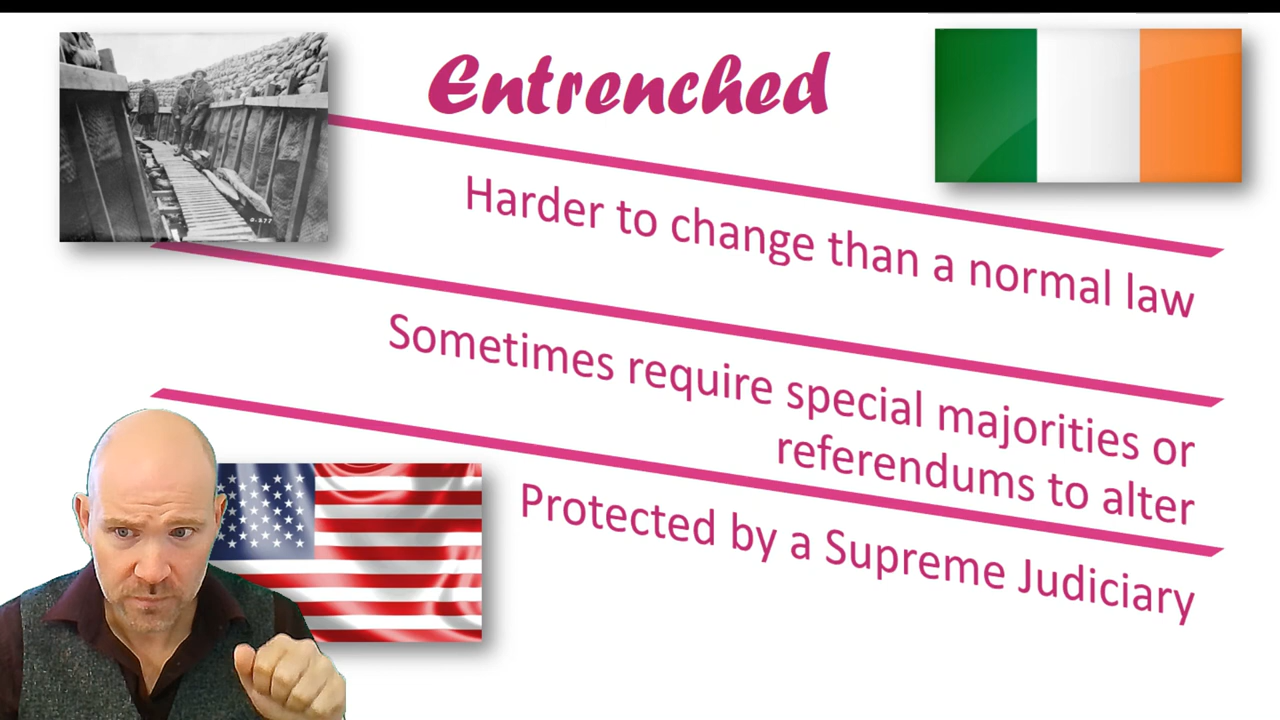 Entrenched
Harder to change than a normal law
Sometimes require special majorities or
referendums to alter
Protected by a Supreme Judiciary